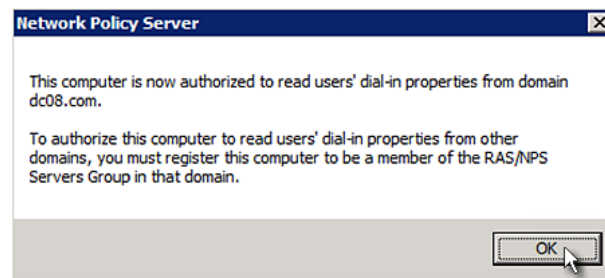 Network Policy Server
This computer is now authorized to read users' dial-in properties from domain
dc08.com.
To authorize this computer to read users' dial-in properties from other
domains, you must register this computer to be a member of the RAS/NPS
Servers Group in that domain.
OK